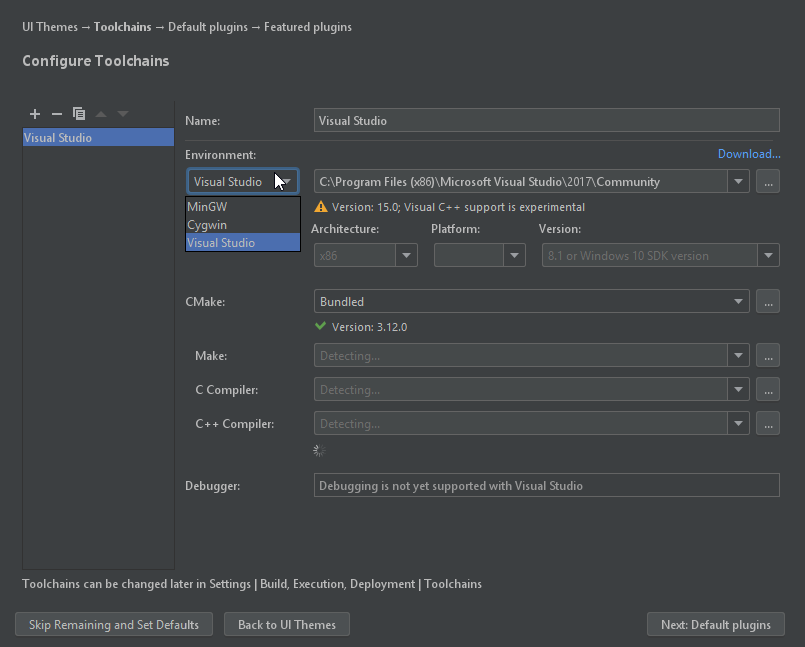 UI Themes → Toolchains → Default plugins → Featured plugins
Configure Toolchains
Visual Studio
Name: Visual Studio
Environment: Download...
Visual Studio C:\Program Files (x86)\Microsoft Visual Studio\2017\Community ...
MinGW
Cygwin
Visual Studio
Version: 15.0; Visual C++ support is experimental
Architecture: Platform: Version:
x86 8.1 or Windows 10 SDK version
CMake: Bundled ...
Version: 3.12.0
Make: Detecting... ...
C Compiler: Detecting... ...
C++ Compiler: Detecting... ...
Debugger: Debugging is not yet supported with Visual Studio
Toolchains can be changed later in Settings | Build, Execution, Deployment | Toolchains
Skip Remaining and Set Defaults Back to UI Themes Next: Default plugins